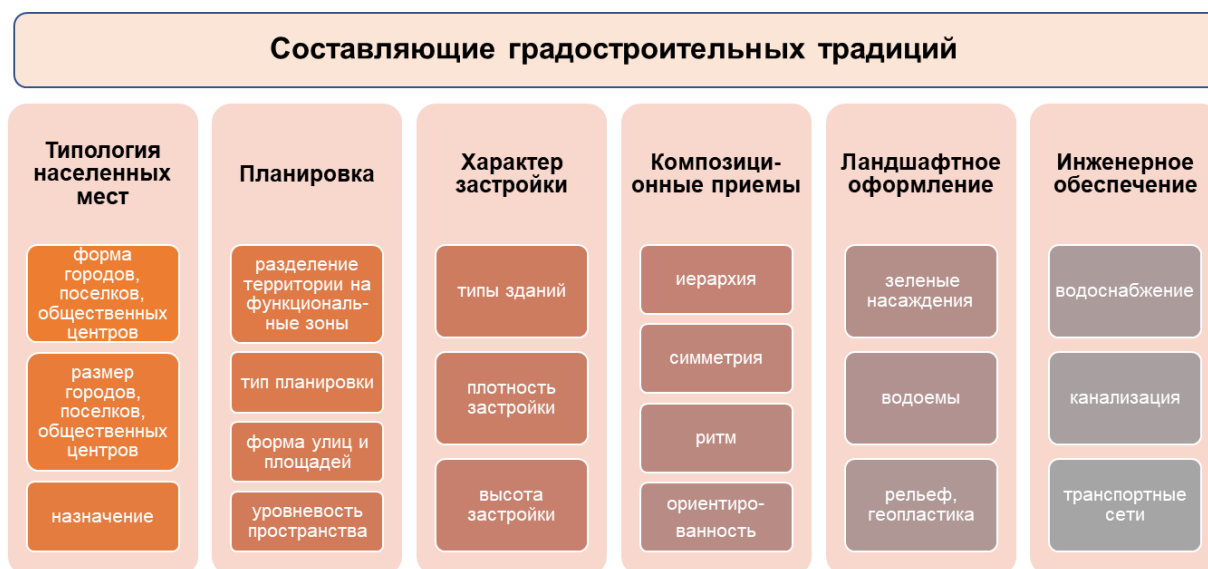 Составляющие градостроительных традиций
Типология
населенных
мест
форма
городов,
поселков,
общественных
центров
размер
городов,
поселков,
общественных
центров
назначение
Планировка
разделение
территории на
функциональ-
ные зоны
тип планировки
форма улиц и
площадей
уровневость
пространства
Характер
застройки
типы зданий
плотность
застройки
высота
застройки
Композици-
онные приемы
иерархия
симметрия
ритм
ориентиро-
ванность
Ландшафтное
оформление
зеленые
насаждения
водоемы
рельеф,
геопластика
Инженерное
обеспечение
водоснабжение
канализация
транспортные
сети